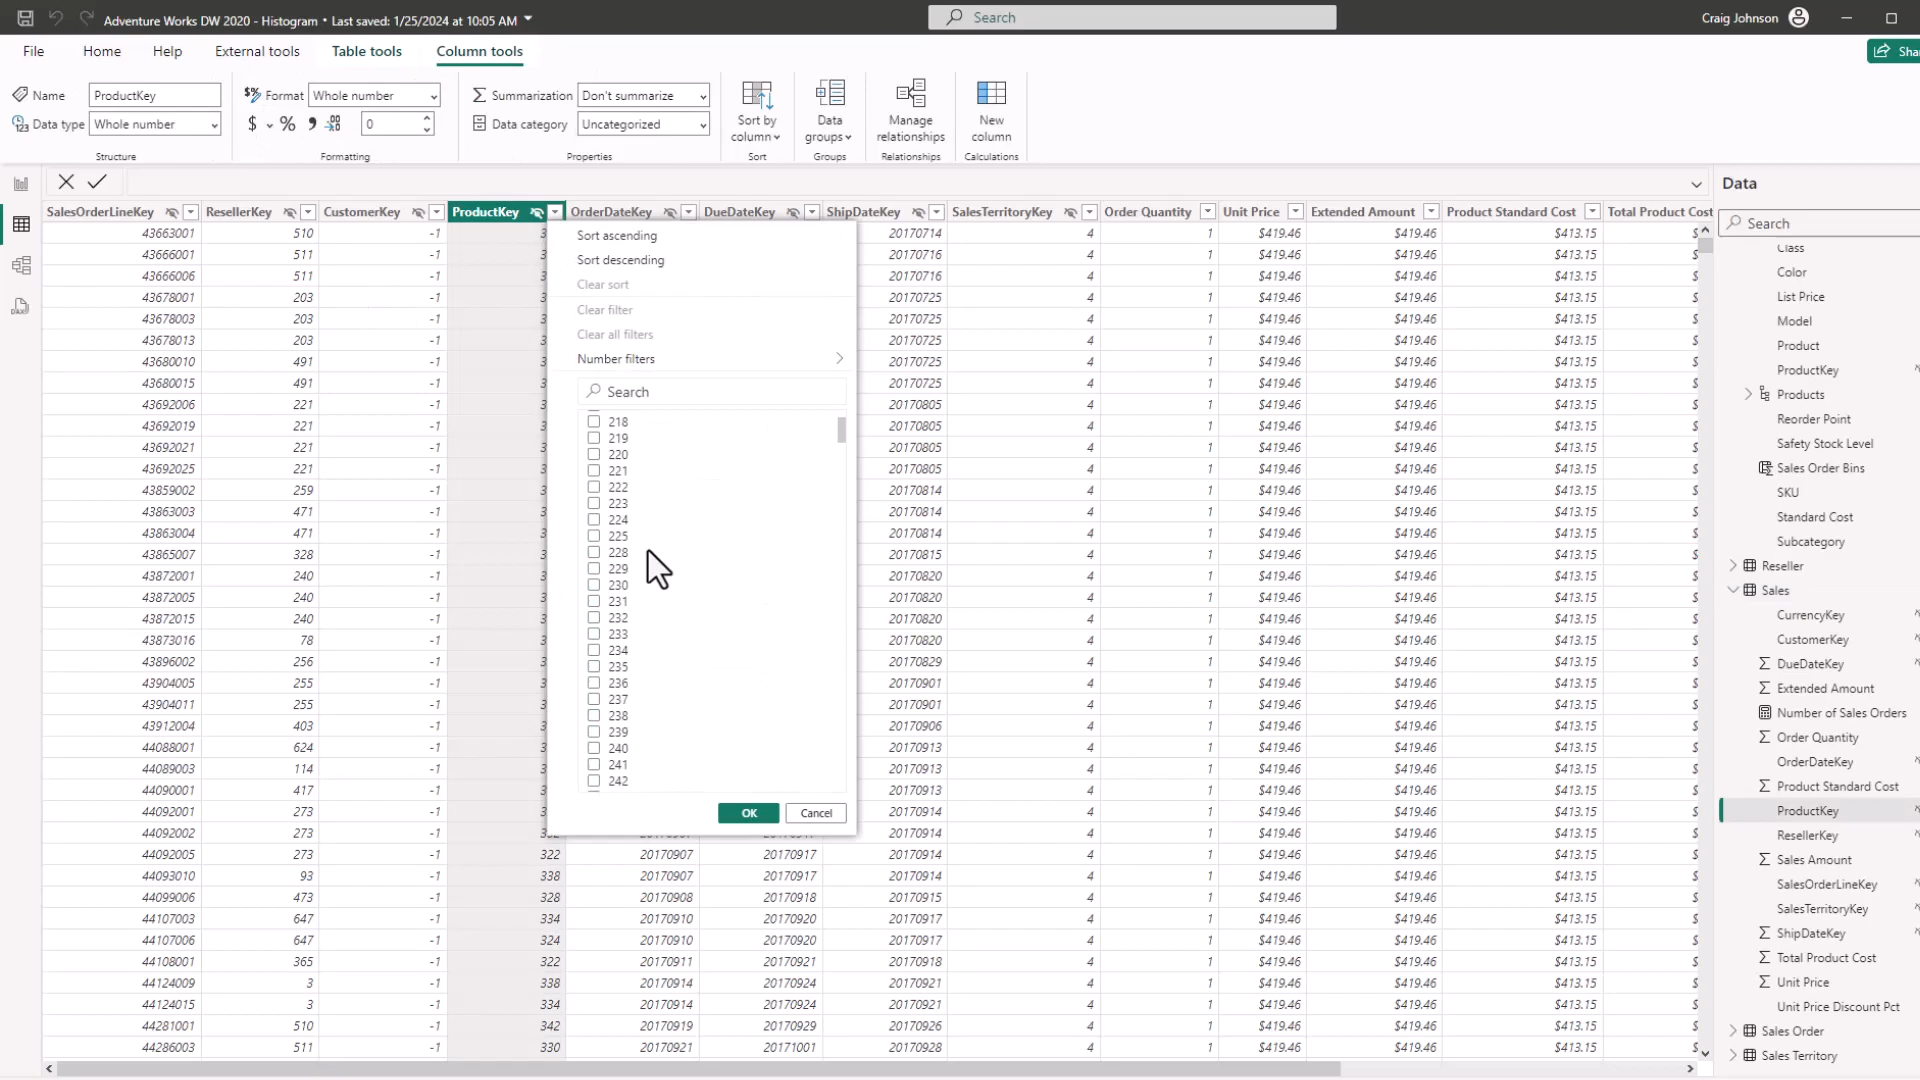 Adventure Works DW 2020 - Histogram • Last saved: 1/25/2024 at 10:05 AM
Search
Craig Johnson
File Home Help External tools Table tools Column tools
Shar
Name ProductKey
Data type Whole number
Structure
Format Whole number
$ % 9 0
Formatting
Summarization Don't summarize
Data category Uncategorized
Properties
Sort by column
Sort
Data groups
Groups
Manage relationships
Relationships
New column
Calculations
SalesOrderLineKey ResellerKey CustomerKey ProductKey OrderDateKey DueDateKey ShipDateKey SalesTerritoryKey Order Quantity Unit Price Extended Amount Product Standard Cost Total Product Cost
43663001 510 -1 3 20170714 4 1 $419.46 $419.46 $413.15 $
43666001 511 -1 3 20170716 4 1 $419.46 $419.46 $413.15 $
43666006 511 -1 3 20170716 4 1 $419.46 $419.46 $413.15 $
43678001 203 -1 3 20170725 4 1 $419.46 $419.46 $413.15 $
43678003 203 -1 3 20170725 4 1 $419.46 $419.46 $413.15 $
43678013 203 -1 3 20170725 4 1 $419.46 $419.46 $413.15 $
43680010 491 -1 3 20170725 4 1 $419.46 $419.46 $413.15 $
43680015 491 -1 3 20170725 4 1 $419.46 $419.46 $413.15 $
43692006 221 -1 3 20170805 4 1 $419.46 $419.46 $413.15 $
43692019 221 -1 3 20170805 4 1 $419.46 $419.46 $413.15 $
43692021 221 -1 3 20170805 4 1 $419.46 $419.46 $413.15 $
43692025 221 -1 3 20170805 4 1 $419.46 $419.46 $413.15 $
43859002 259 -1 3 20170814 4 1 $419.46 $419.46 $413.15 $
43863003 471 -1 3 20170814 4 1 $419.46 $419.46 $413.15 $
43863004 471 -1 3 20170814 4 1 $419.46 $419.46 $413.15 $
43865007 328 -1 3 20170815 4 1 $419.46 $419.46 $413.15 $
43872001 240 -1 3 20170820 4 1 $419.46 $419.46 $413.15 $
43872005 240 -1 3 20170820 4 1 $419.46 $419.46 $413.15 $
43872015 240 -1 3 20170820 4 1 $419.46 $419.46 $413.15 $
43873016 78 -1 3 20170820 4 1 $419.46 $419.46 $413.15 $
43896002 256 -1 3 20170829 4 1 $419.46 $419.46 $413.15 $
43904005 255 -1 3 20170901 4 1 $419.46 $419.46 $413.15 $
43904011 255 -1 3 20170901 4 1 $419.46 $419.46 $413.15 $
43912004 403 -1 3 20170906 4 1 $419.46 $419.46 $413.15 $
44088001 624 -1 3 20170913 4 1 $419.46 $419.46 $413.15 $
44089003 114 -1 3 20170913 4 1 $419.46 $419.46 $413.15 $
44090001 417 -1 3 20170913 4 1 $419.46 $419.46 $413.15 $
44092001 273 -1 3 20170914 4 1 $419.46 $419.46 $413.15 $
44092002 273 -1 20170914 4 1 $419.46 $419.46 $413.15 $
44092005 273 -1 322 20170907 20170917 20170914 4 1 $419.46 $419.46 $413.15 $
44093010 93 -1 338 20170907 20170917 20170914 4 1 $419.46 $419.46 $413.15 $
44099006 473 -1 328 20170908 20170918 20170915 4 1 $419.46 $419.46 $413.15 $
44107003 647 -1 334 20170910 20170920 20170917 4 1 $419.46 $419.46 $413.15 $
44107006 647 -1 324 20170910 20170920 20170917 4 1 $419.46 $419.46 $413.15 $
44108001 365 -1 322 20170911 20170921 20170918 4 1 $419.46 $419.46 $413.15 $
44124009 3 -1 338 20170914 20170924 20170921 4 1 $419.46 $419.46 $413.15 $
44124015 3 -1 334 20170914 20170924 20170921 4 1 $419.46 $419.46 $413.15 $
44281001 510 -1 342 20170919 20170929 20170926 4 1 $419.46 $419.46 $413.15 $
44286003 511 -1 330 20170921 20171001 20170928 4 1 $419.46 $419.46 $413.15 $
Sort ascending
Sort descending
Clear sort
Clear filter
Clear all filters
Number filters
Search
218
219
220
221
222
223
224
225
228
229
230
231
232
233
234
235
236
237
238
239
240
241
242
OK Cancel
Data
Search
Class
Color
List Price
Model
Product
ProductKey
Products
Reorder Point
Safety Stock Level
Sales Order Bins
SKU
Standard Cost
Subcategory
Reseller
Sales
CurrencyKey
CustomerKey
DueDateKey
Extended Amount
Number of Sales Orders
Order Quantity
OrderDateKey
Product Standard Cost
ProductKey
ResellerKey
Sales Amount
SalesOrderLineKey
SalesTerritoryKey
ShipDateKey
Total Product Cost
Unit Price
Unit Price Discount Pct
Sales Order
Sales Territory